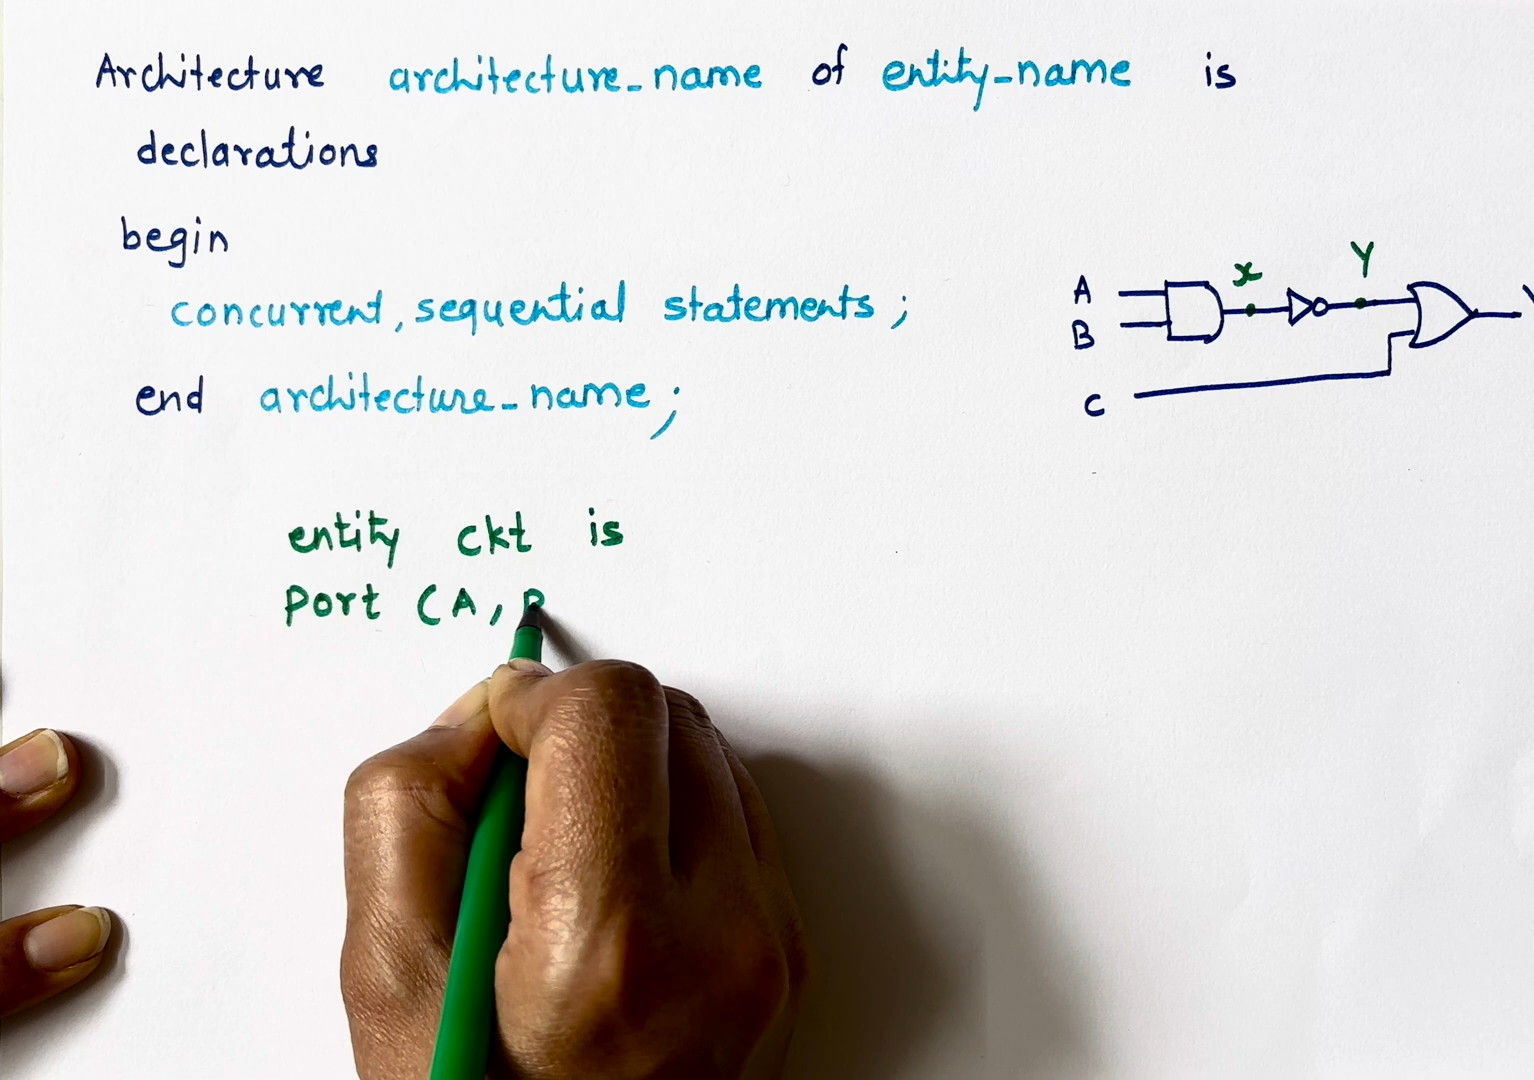 Architecture architecture_name of entity_name is
declarations
begin
concurrent, sequential statements ;
end architecture_name ;
x Y
A
B
C
entity ckt is
Port (A, B